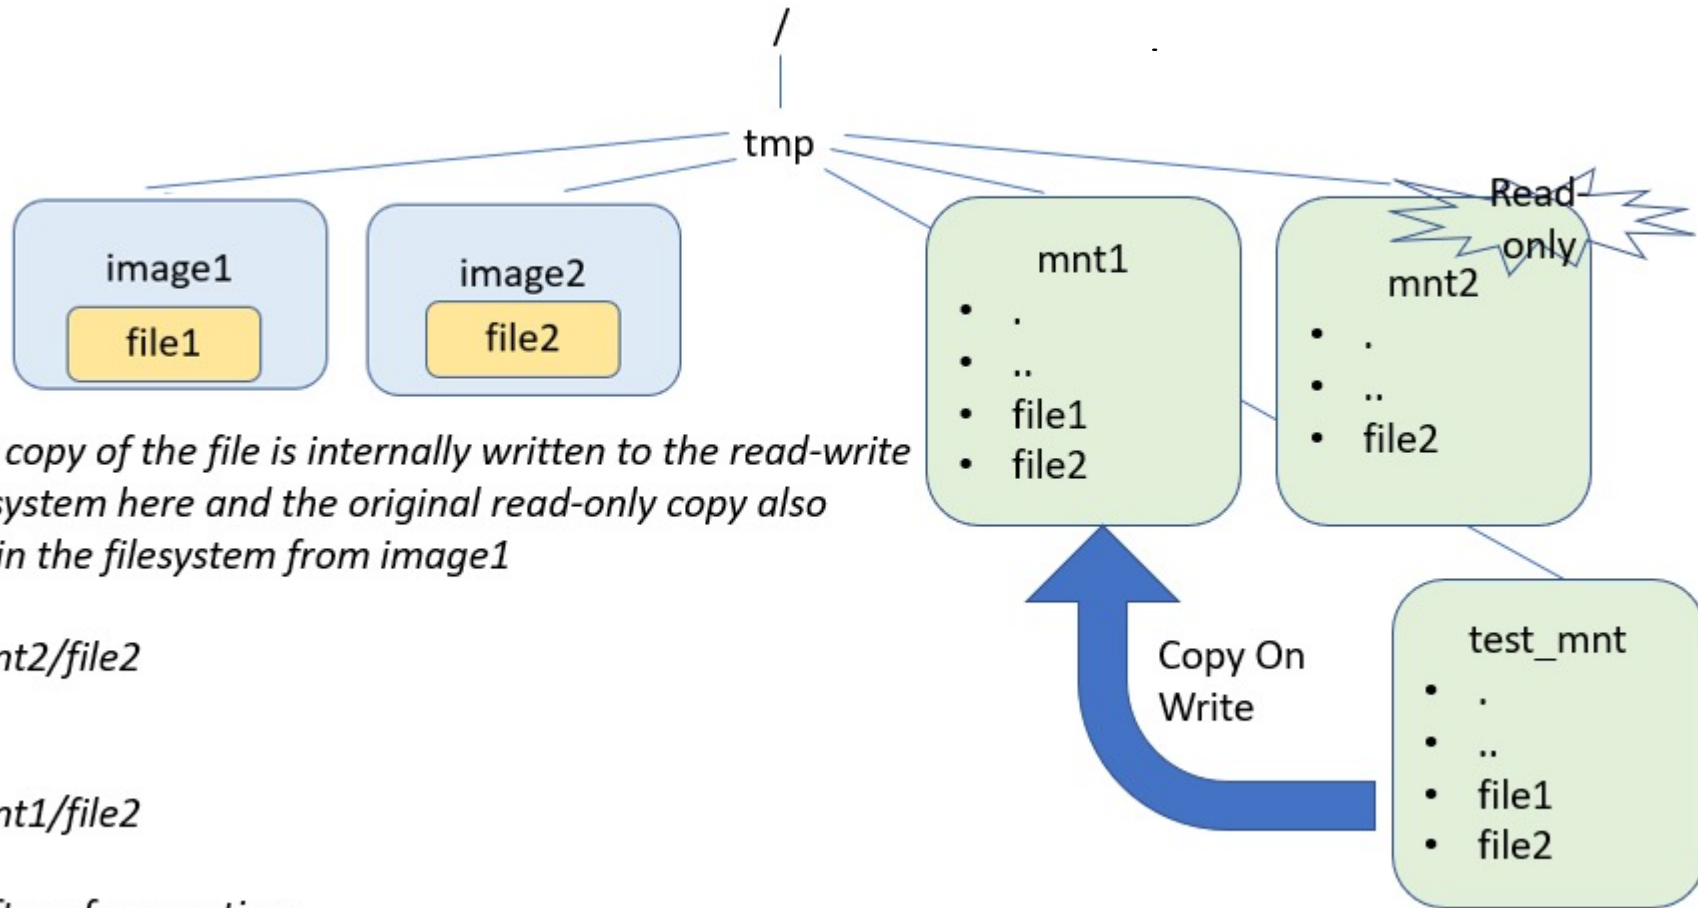 /
tmp
image1
file1
image2
file2
mnt1
• .
• ..
• file1
• file2
Read-
only
mnt2
• .
• ..
• file2
copy of the file is internally written to the read-write
system here and the original read-only copy also
in the filesystem from image1
nt2/file2
nt1/file2
Copy On
Write
test_mnt
• .
• ..
• file1
• file2